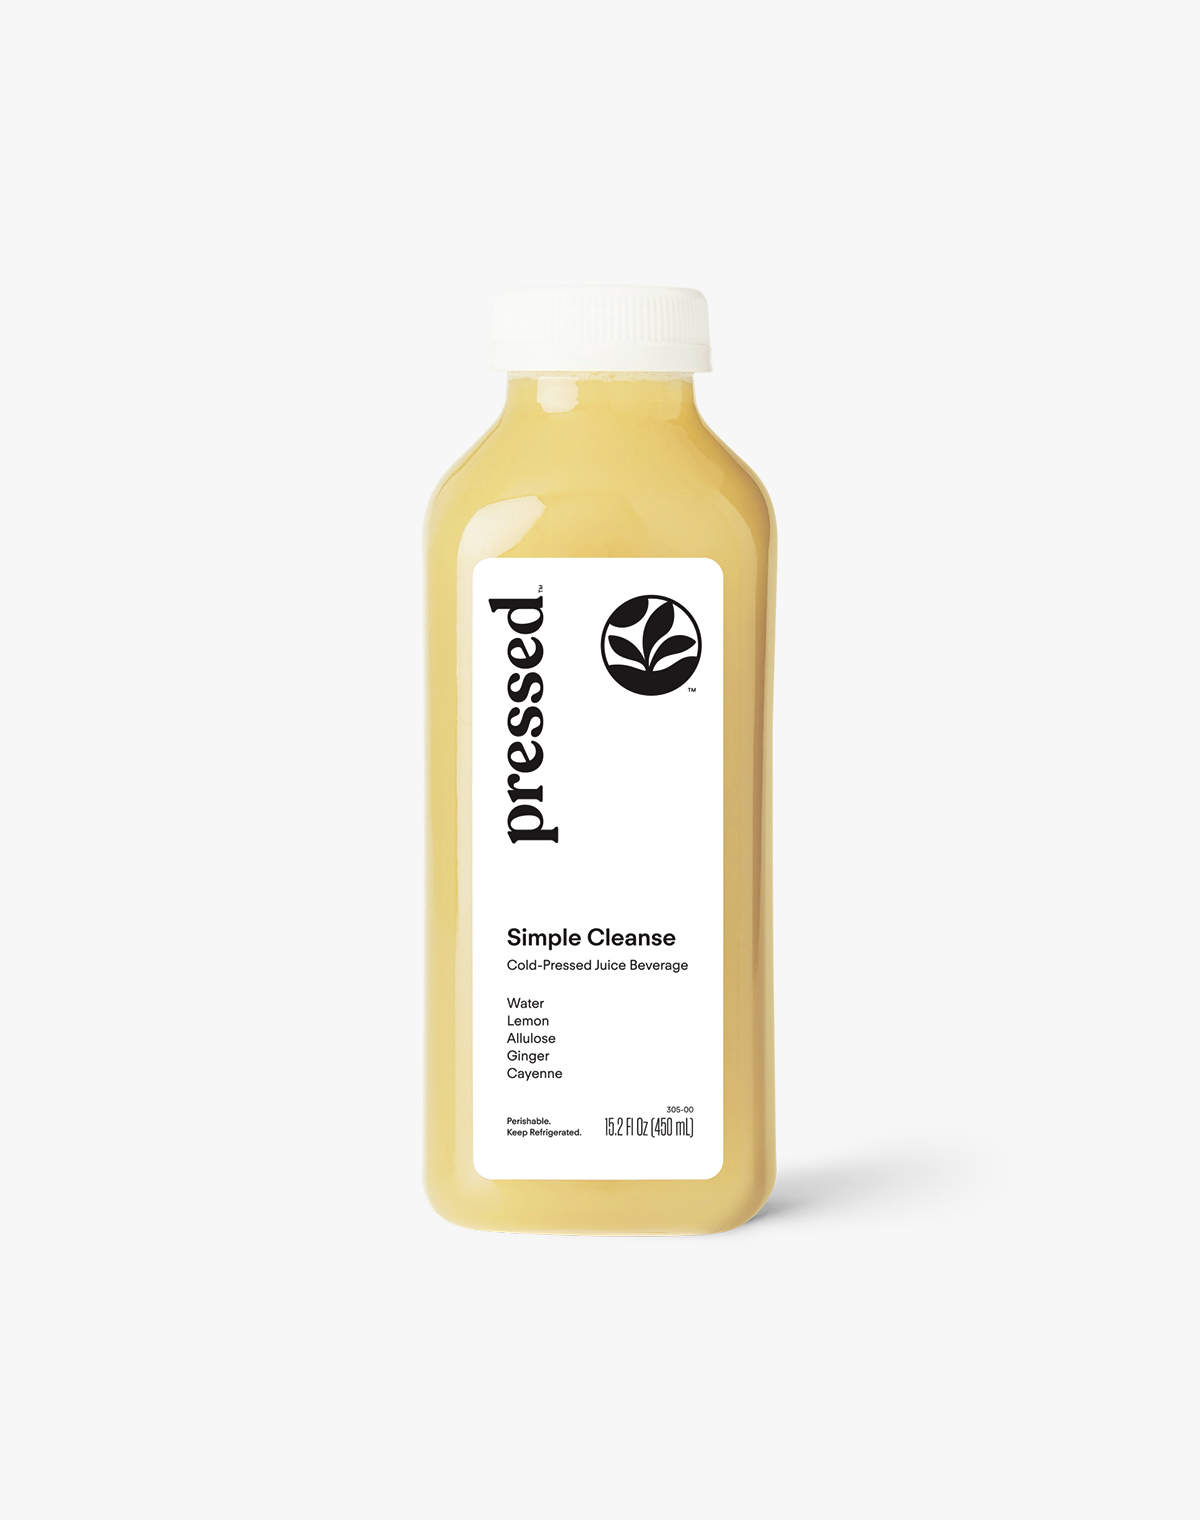 pressed™
™
Simple Cleanse
Cold-Pressed Juice Beverage
Water
Lemon
Allulose
Ginger
Cayenne
305-00
Perishable.
Keep Refrigerated.
15.2 Fl Oz (450 mL)